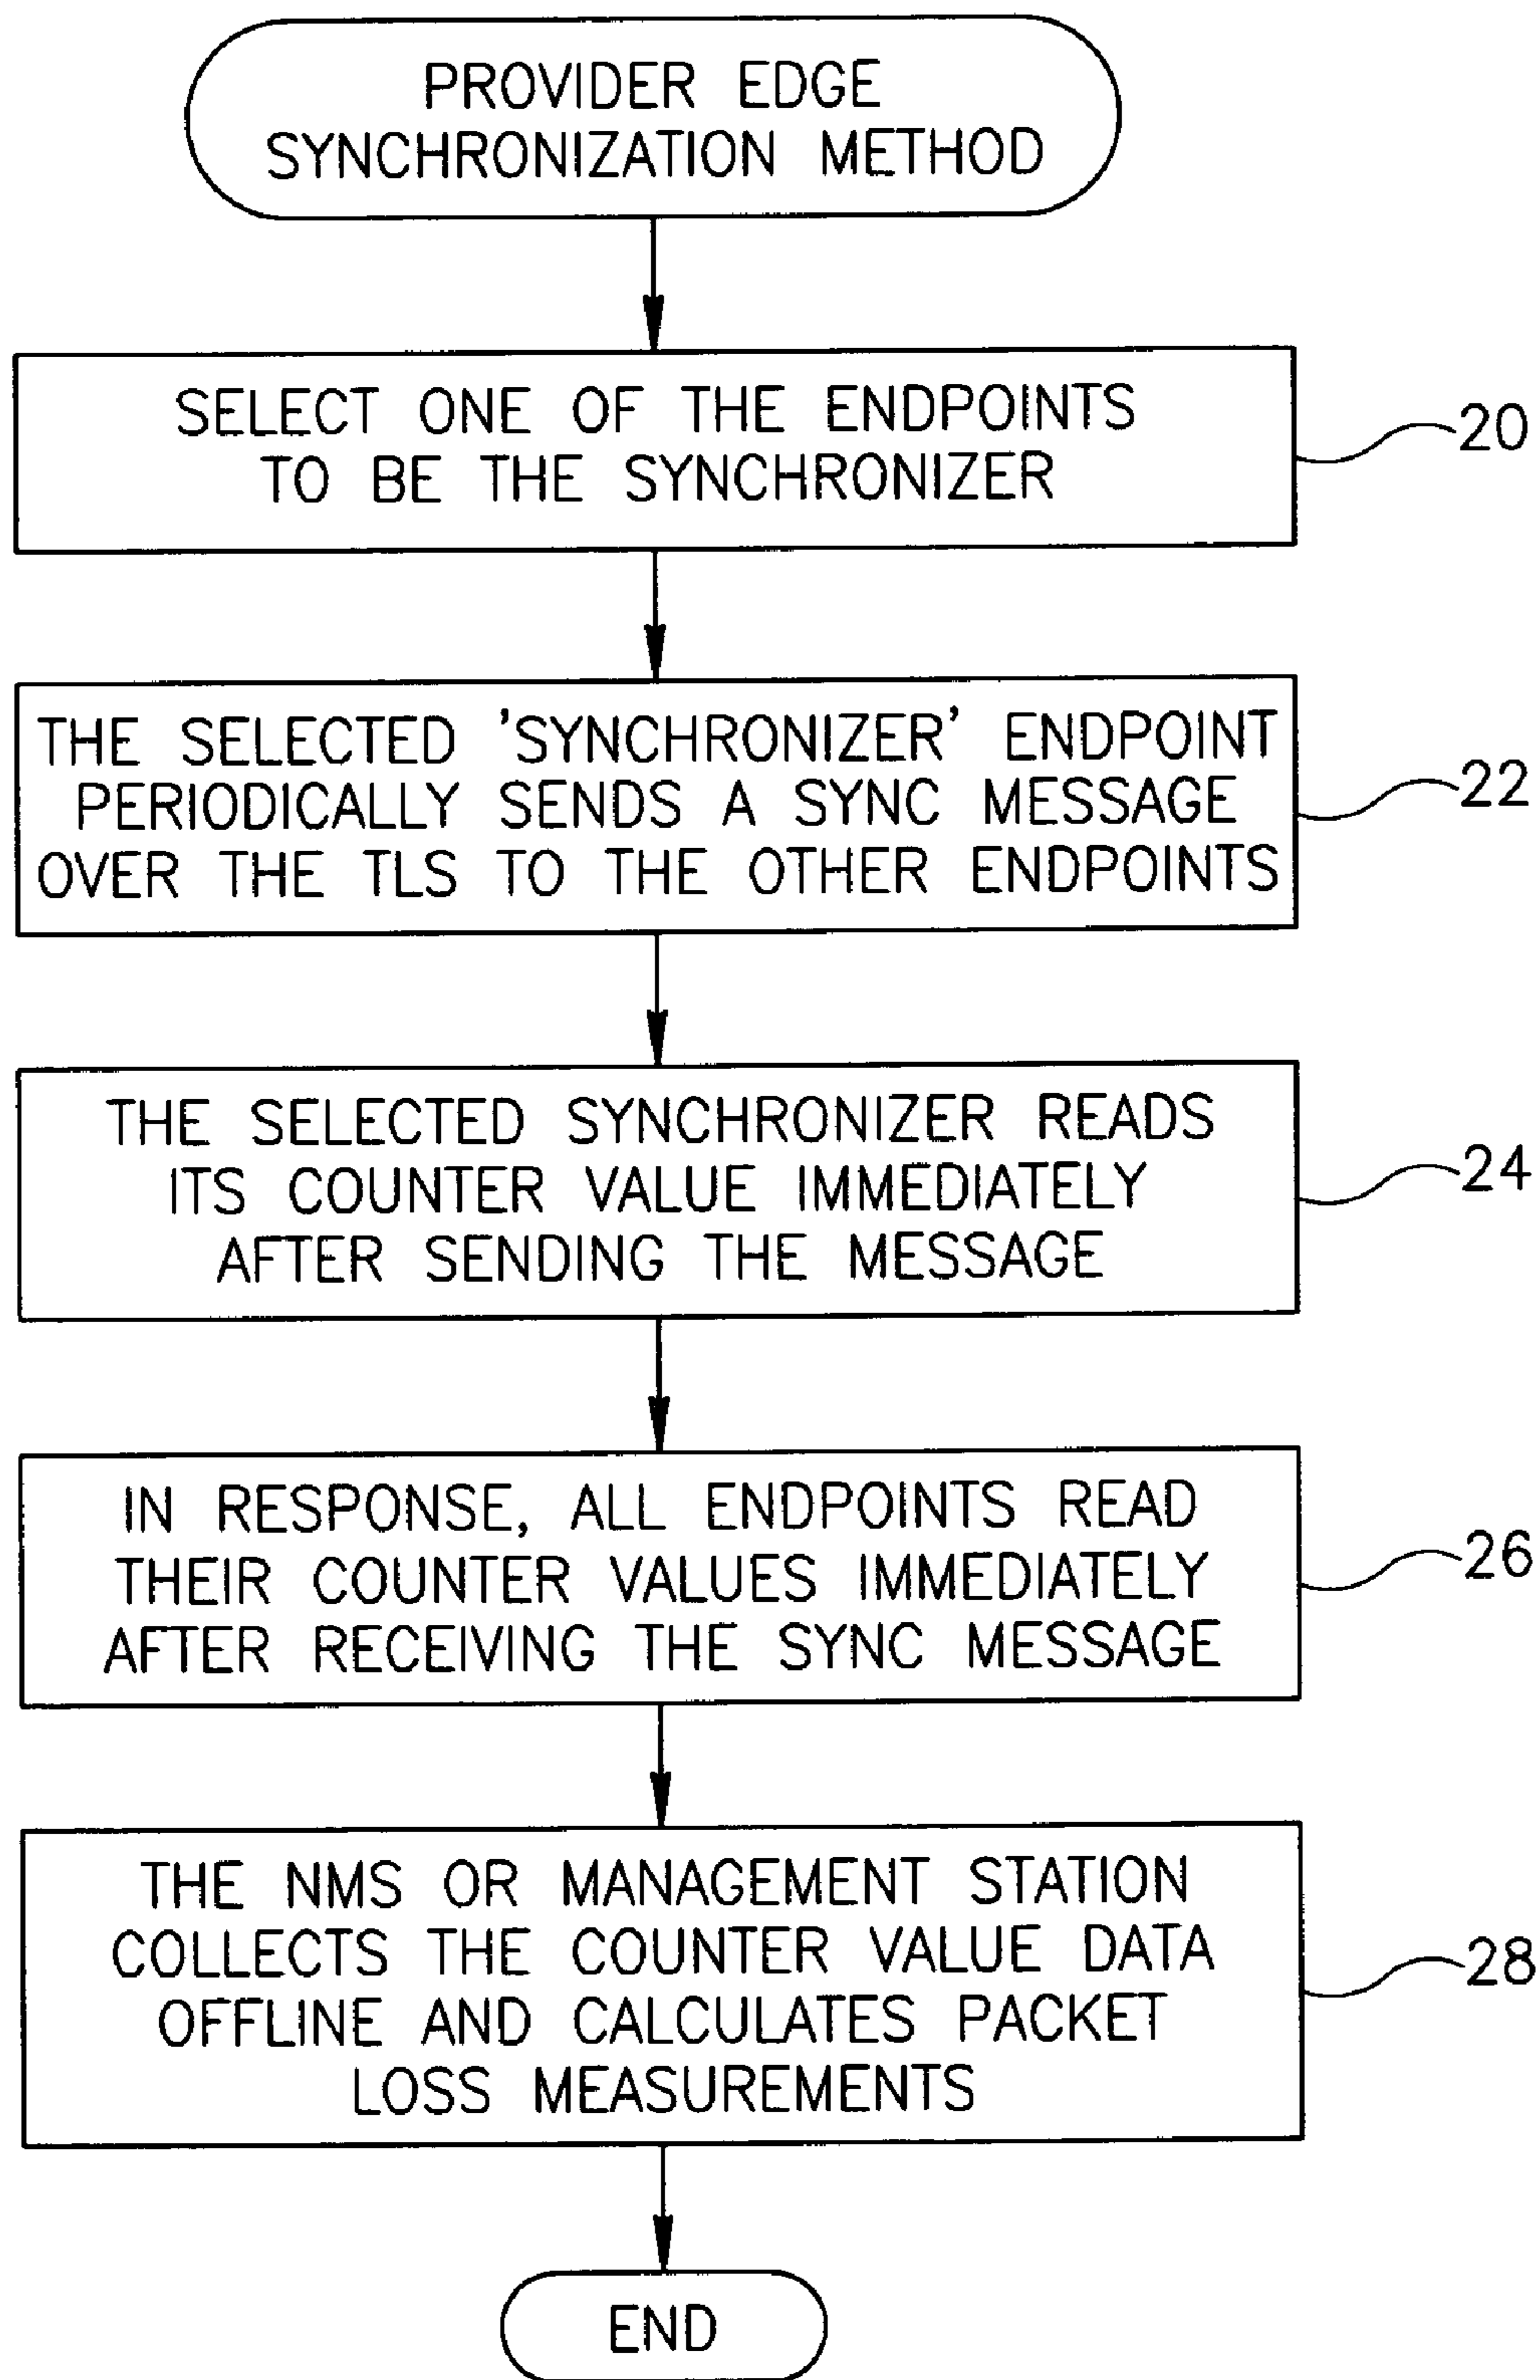 PROVIDER EDGE
SYNCHRONIZATION METHOD
SELECT ONE OF THE ENDPOINTS
TO BE THE SYNCHRONIZER
20
THE SELECTED 'SYNCHRONIZER' ENDPOINT
PERIODICALLY SENDS A SYNC MESSAGE
OVER THE TLS TO THE OTHER ENDPOINTS
22
THE SELECTED SYNCHRONIZER READS
ITS COUNTER VALUE IMMEDIATELY
AFTER SENDING THE MESSAGE
24
IN RESPONSE, ALL ENDPOINTS READ
THEIR COUNTER VALUES IMMEDIATELY
AFTER RECEIVING THE SYNC MESSAGE
26
THE NMS OR MANAGEMENT STATION
COLLECTS THE COUNTER VALUE DATA
OFFLINE AND CALCULATES PACKET
LOSS MEASUREMENTS
28
END